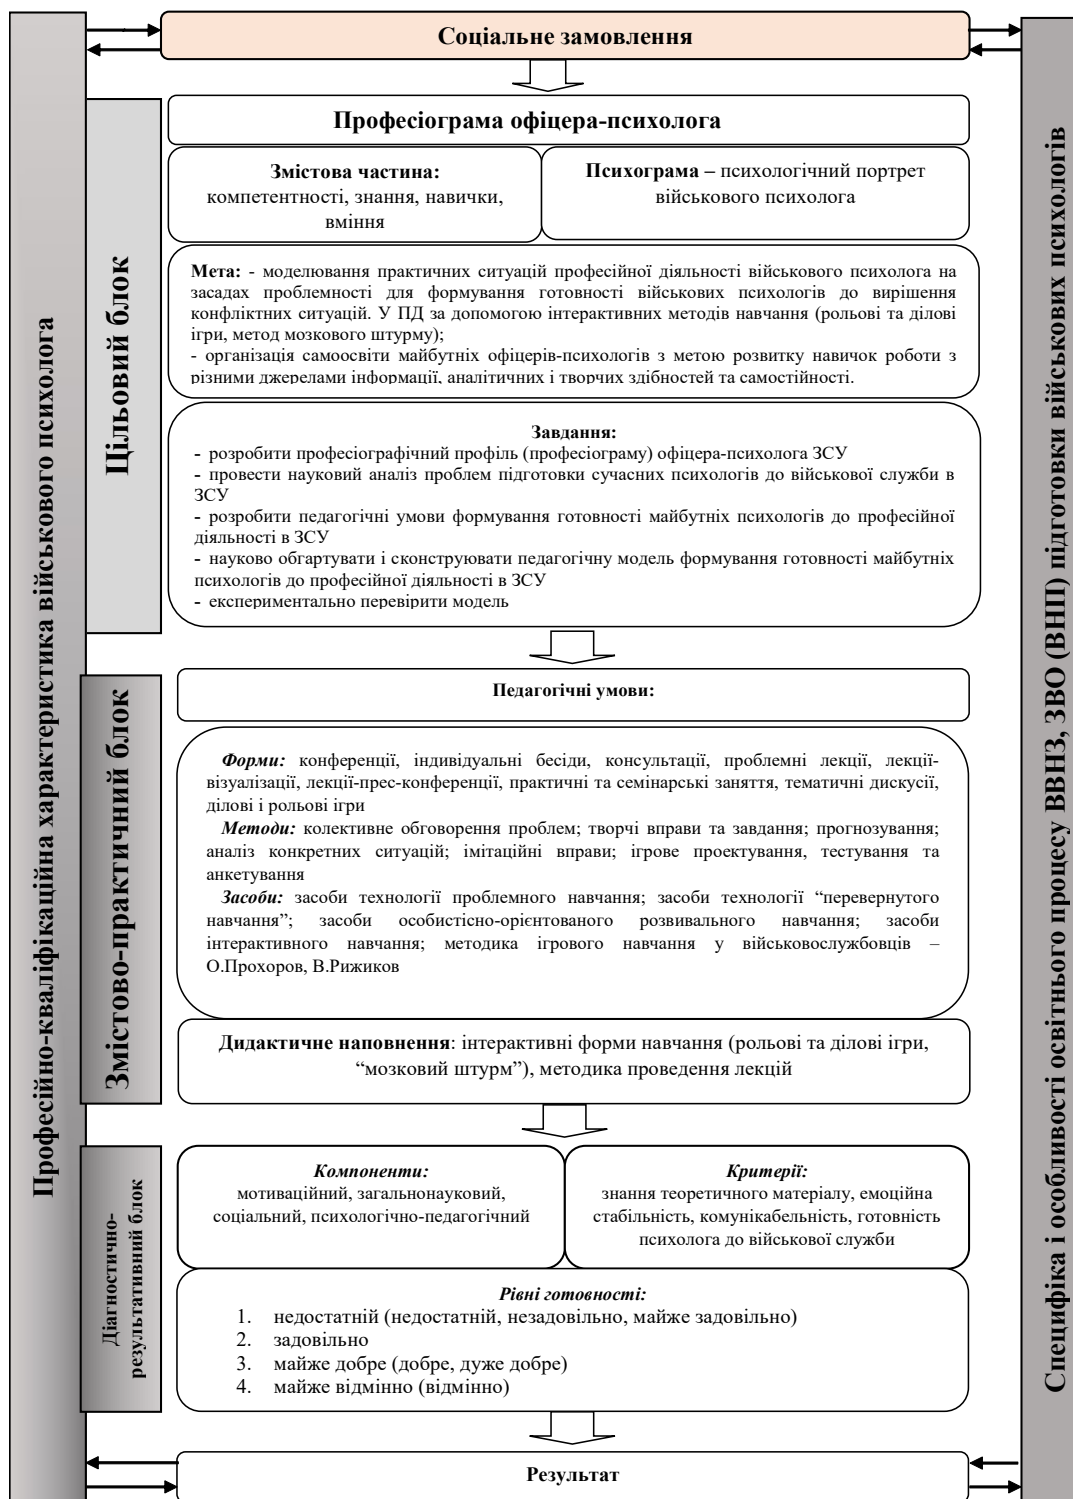 Соціальне замовлення
Професіограма офіцера-психолога
Змістова частина:
компетентності, знання, навички,
вміння
Психограма – психологічний портрет
військового психолога
Цільовий блок
Мета: - моделювання практичних ситуацій професійної діяльності військового психолога на
засадах проблемності для формування готовності військових психологів до вирішення
конфліктних ситуацій. У ПД за допомогою інтерактивних методів навчання (рольові та ділові
ігри, метод мозкового штурму);
- організація самоосвіти майбутніх офіцерів-психологів з метою розвитку навичок роботи з
різними джерелами інформації, аналітичних і творчих здібностей та самостійності.
Завдання:
- розробити професіографічний профіль (професіограму) офіцера-психолога ЗСУ
- провести науковий аналіз проблем підготовки сучасних психологів до військової служби в
ЗСУ
- розробити педагогічні умови формування готовності майбутніх психологів до професійної
діяльності в ЗСУ
- науково обгартувати і сконструювати педагогічну модель формування готовності майбутніх
психологів до професійної діяльності в ЗСУ
- експериментально перевірити модель
Професійно-кваліфікаційна характеристика військового психолога
Специфіка і особливості освітнього процесу ВВНЗ, ЗВО (ВНП) підготовки військових психологів
Змістово-практичний блок
Педагогічні умови:
Форми: конференції, індивідуальні бесіди, консультації, проблемні лекції, лекції-
візуалізації, лекції-прес-конференції, практичні та семінарські заняття, тематичні дискусії,
ділові і рольові ігри
Методи: колективне обговорення проблем; творчі вправи та завдання; прогнозування;
аналіз конкретних ситуацій; імітаційні вправи; ігрове проектування, тестування та
анкетування
Засоби: засоби технології проблемного навчання; засоби технології “перевернутого
навчання”; засоби особистісно-орієнтованого розвивального навчання; засоби
інтерактивного навчання; методика ігрового навчання у військовослужбовців –
О.Прохоров, В.Рижиков
Дидактичне наповнення: інтерактивні форми навчання (рольові та ділові ігри,
“мозковий штурм”), методика проведення лекцій
Діагностично-
результативний блок
Компоненти:
мотиваційний, загальнонауковий,
соціальний, психологічно-педагогічний
Критерії:
знання теоретичного матеріалу, емоційна
стабільність, комунікабельність, готовність
психолога до військової служби
Рівні готовності:
1. недостатній (недостатній, незадовільно, майже задовільно)
2. задовільно
3. майже добре (добре, дуже добре)
4. майже відмінно (відмінно)
Результат